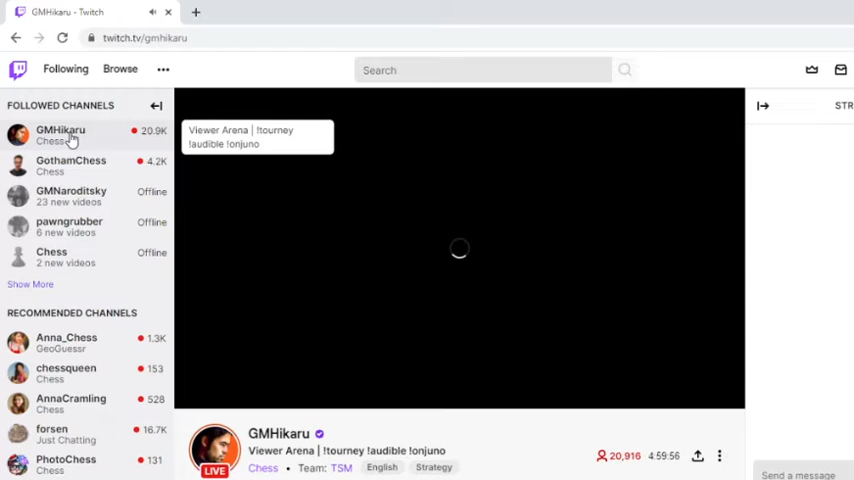 GMHikaru - Twitch
twitch.tv/gmhikaru
Following
Browse
Search
FOLLOWED CHANNELS
GMHikaru
Chess
20.9K
GothamChess
Chess
4.2K
GMNaroditsky
23 new videos
Offline
pawngrubber
6 new videos
Offline
Chess
2 new videos
Offline
Show More
RECOMMENDED CHANNELS
Anna_Chess
GeoGuessr
1.3K
chessqueen
Chess
153
AnnaCramling
Chess
528
forsen
Just Chatting
16.7K
PhotoChess
Chess
131
Viewer Arena | !tourney
!audible !onjuno
LIVE
GMHikaru
Viewer Arena | !tourney !audible !onjuno
Chess • Team: TSM English Strategy
20,916 4:59:56
STR
Send a message